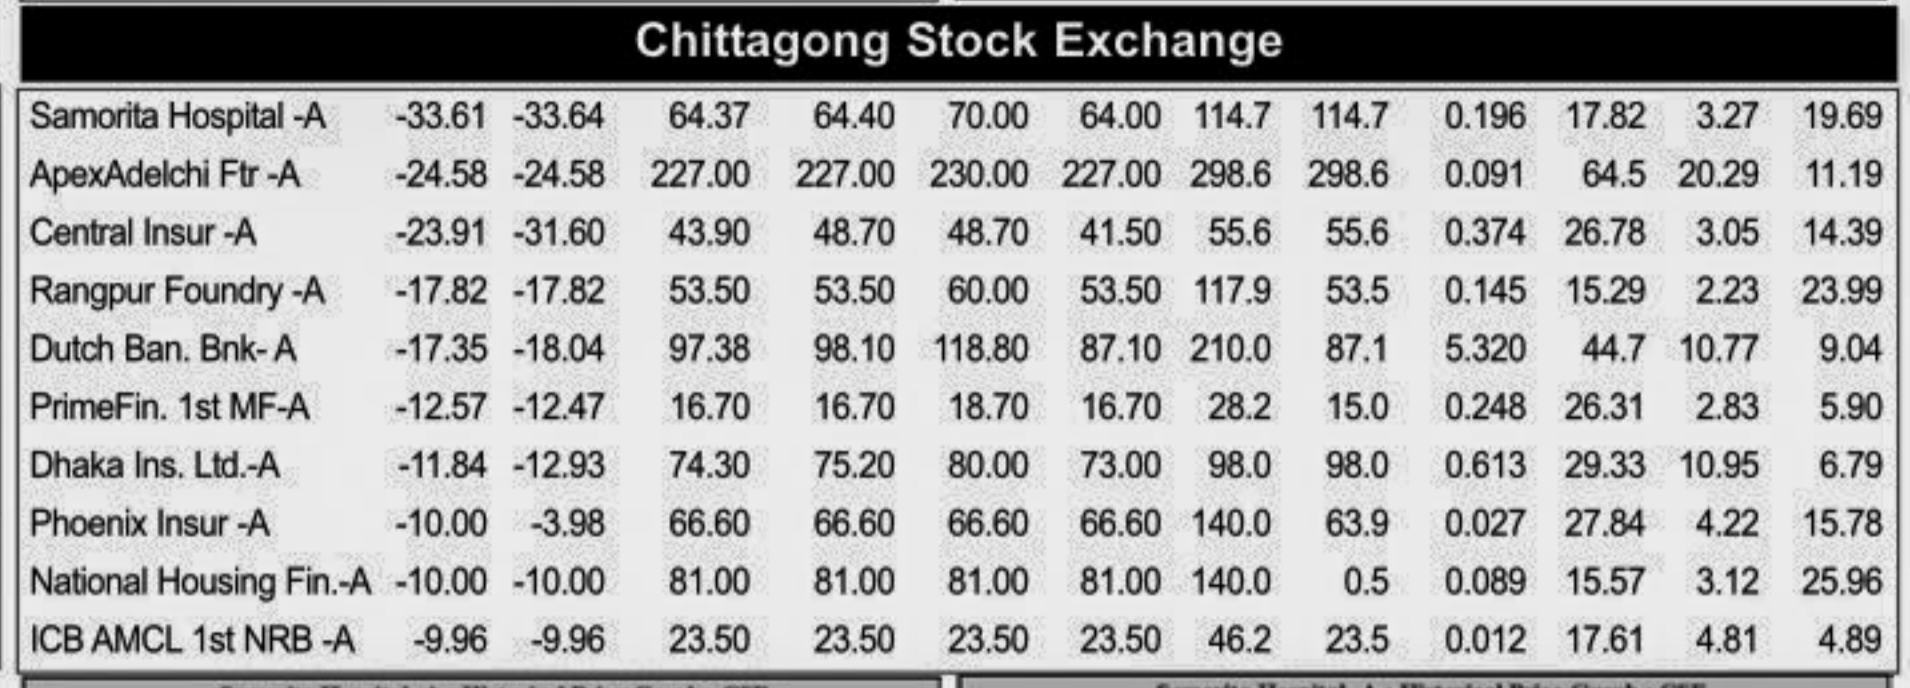 Chittagong Stock Exchange
Samorita Hospital -A -33.61 -33.64 64.37 64.40 70.00 64.00 114.7 114.7 0.196 17.82 3.27 19.69
ApexAdelchi Ftr -A -24.58 -24.58 227.00 227.00 230.00 227.00 298.6 298.6 0.091 64.5 20.29 11.19
Central Insur -A -23.91 -31.60 43.90 48.70 48.70 41.50 55.6 55.6 0.374 26.78 3.05 14.39
Rangpur Foundry -A -17.82 -17.82 53.50 53.50 60.00 53.50 117.9 53.5 0.145 15.29 2.23 23.99
Dutch Ban. Bnk- A -17.35 -18.04 97.38 98.10 118.80 87.10 210.0 87.1 5.320 44.7 10.77 9.04
PrimeFin. 1st MF-A -12.57 -12.47 16.70 16.70 18.70 16.70 28.2 15.0 0.248 26.31 2.83 5.90
Dhaka Ins. Ltd.-A -11.84 -12.93 74.30 75.20 80.00 73.00 98.0 98.0 0.613 29.33 10.95 6.79
Phoenix Insur -A -10.00 -3.98 66.60 66.60 66.60 66.60 140.0 63.9 0.027 27.84 4.22 15.78
National Housing Fin.-A -10.00 -10.00 81.00 81.00 81.00 81.00 140.0 0.5 0.089 15.57 3.12 25.96
ICB AMCL 1st NRB -A -9.96 -9.96 23.50 23.50 23.50 23.50 46.2 23.5 0.012 17.61 4.81 4.89